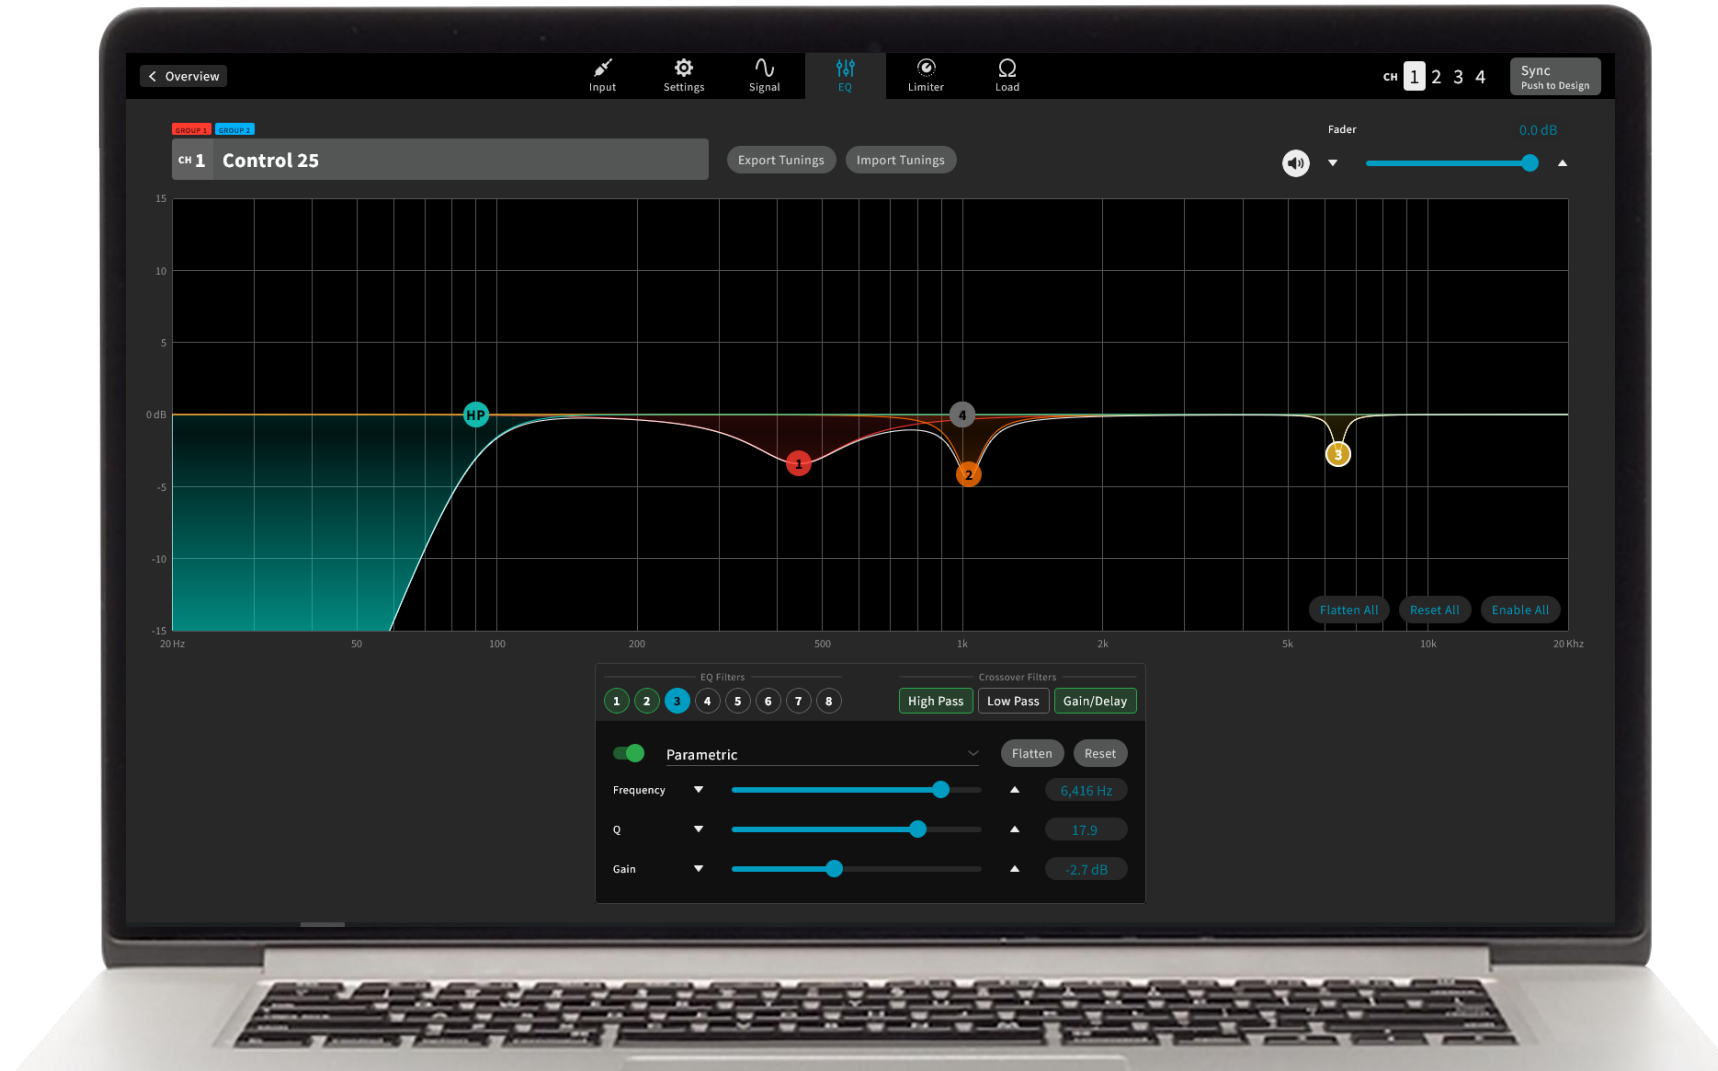 Overview
Input
Settings
Signal
EQ
Limiter
Load
CH 1 2 3 4
Sync
Push to Design
GROUP 1 GROUP 2
CH 1 Control 25
Export Tunings Import Tunings
Fader 0.0 dB
15
10
5
0 dB
-5
-10
-15
HP
1
4
2
3
Flatten All Reset All Enable All
20 Hz 50 100 200 500 1k 2k 5k 10k 20 Khz
EQ Filters
1 2 3 4 5 6 7 8
Crossover Filters
High Pass Low Pass Gain/Delay
Parametric
Flatten Reset
Frequency 6,416 Hz
Q 17.9
Gain -2.7 dB